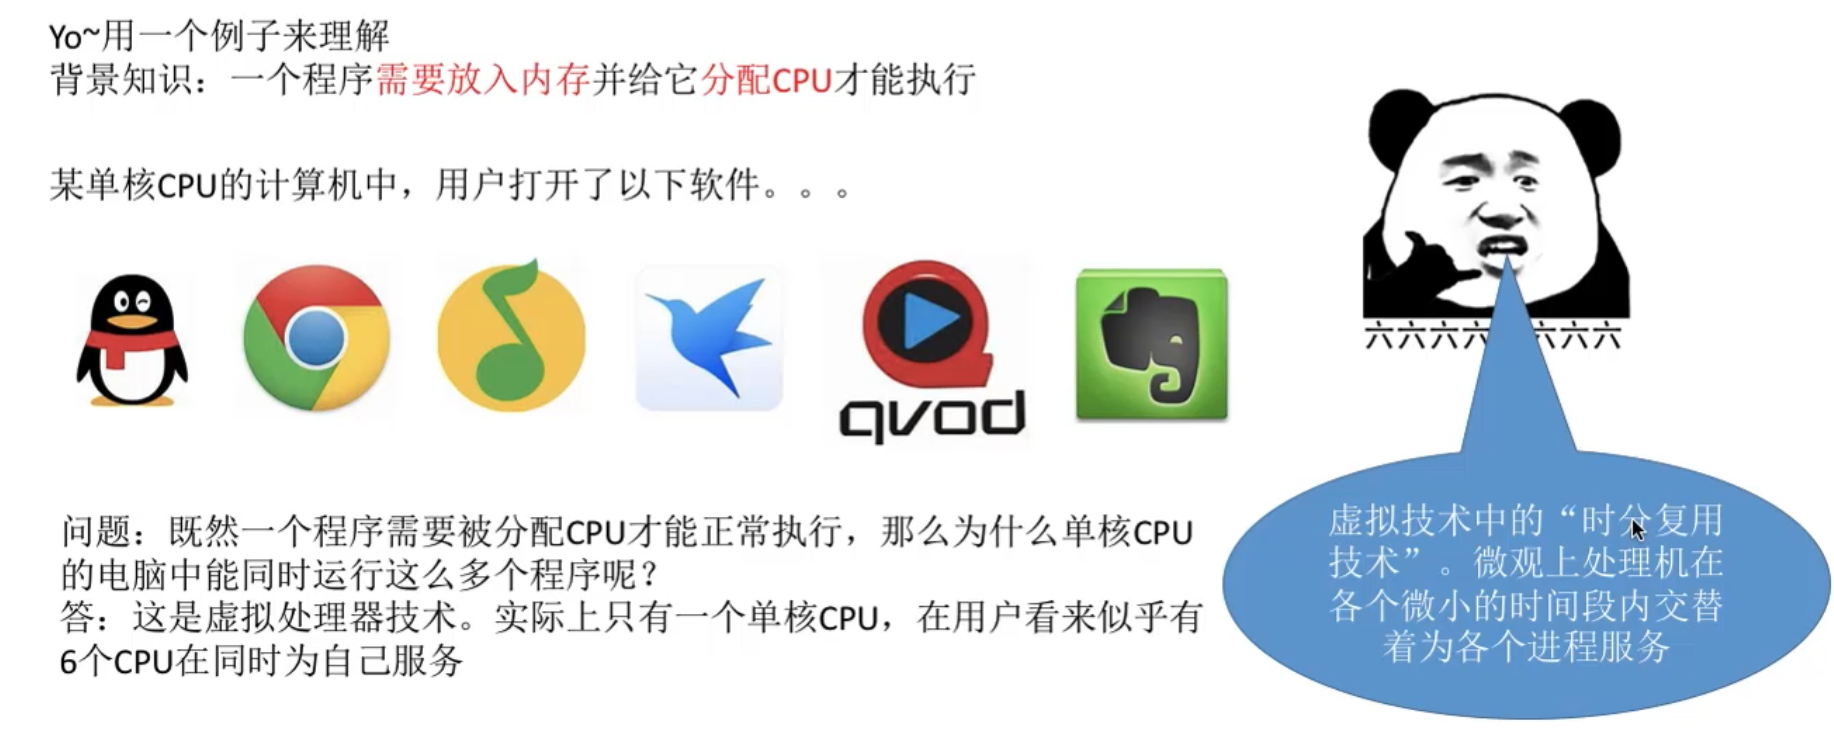 Yo~用一个例子来理解
背景知识：一个程序需要放入内存并给它分配CPU才能执行
某单核CPU的计算机中，用户打开了以下软件。。。
qvod
六六六六六六六
问题：既然一个程序需要被分配CPU才能正常执行，那么为什么单核CPU
的电脑中能同时运行这么多个程序呢？
答：这是虚拟处理器技术。实际上只有一个单核CPU，在用户看来似乎有
6个CPU在同时为自己服务
虚拟技术中的“时分复用
技术”。微观上处理机在
各个微小的时间段内交替
着为各个进程服务